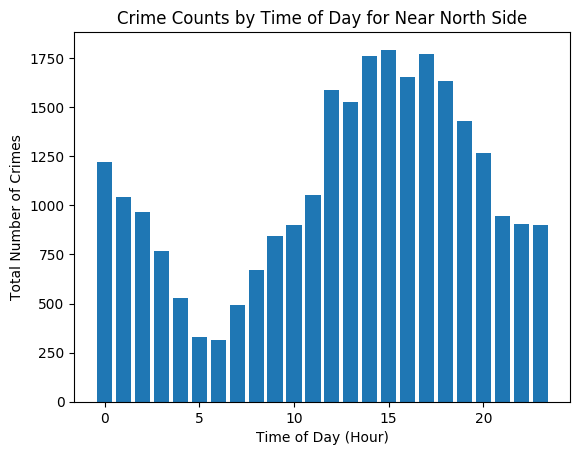 Crime Counts by Time of Day for Near North Side
Total Number of Crimes
1750
1500
1250
1000
750
500
250
0
0 5 10 15 20
Time of Day (Hour)